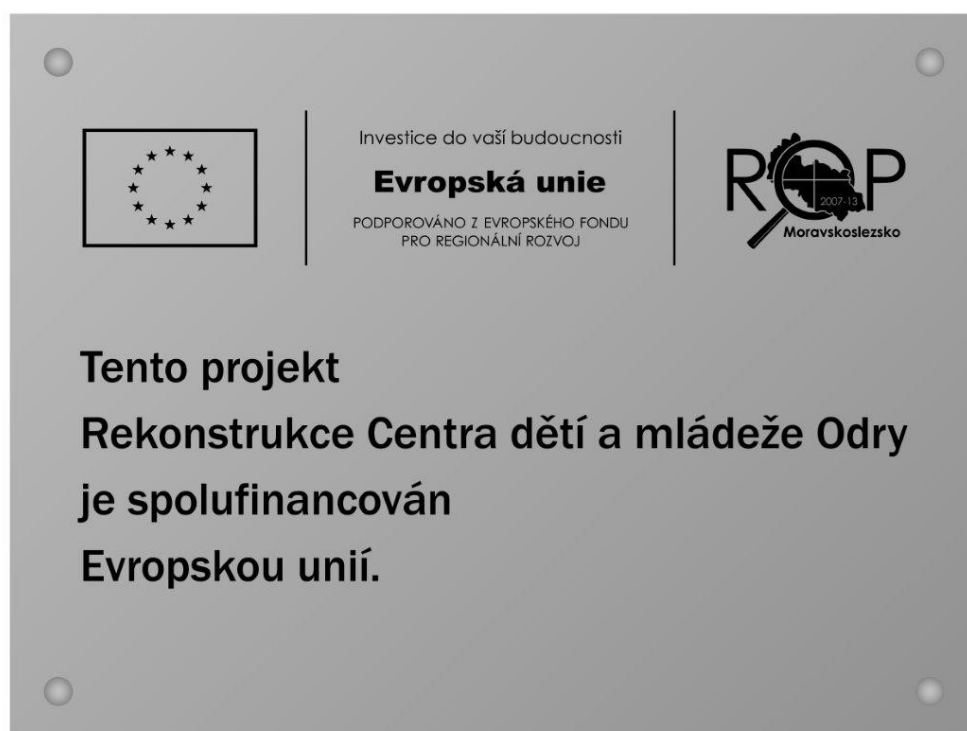 Investice do vaší budoucnosti
Evropská unie
PODPOROVÁNO Z EVROPSKÉHO FONDU
PRO REGIONÁLNÍ ROZVOJ
ROP
2007-13
Moravskoslezsko
Tento projekt
Rekonstrukce Centra dětí a mládeže Odry
je spolufinancován
Evropskou unií.